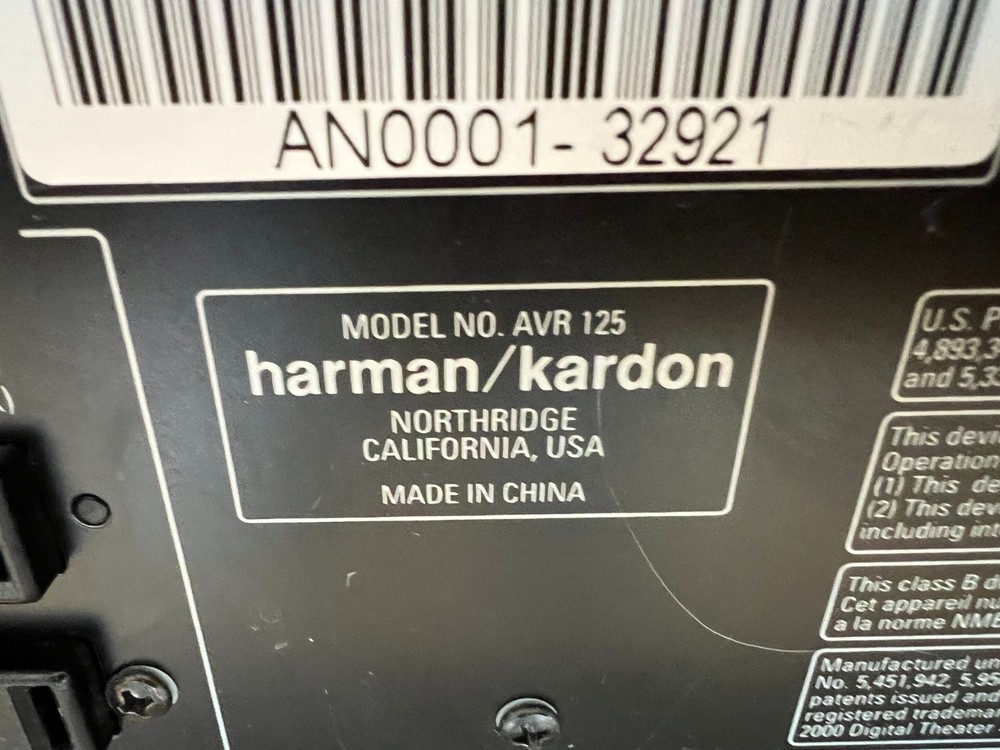 AN0001- 32921
MODEL NO. AVR 125
harman/kardon
NORTHRIDGE
CALIFORNIA, USA
MADE IN CHINA
U.S. P
4,893,3
and 5,33
This devi
Operation
(1) This de
(2) This dev
including int
This class B d
Cet appareil nu
a la norme NMB
Manufactured un
No. 5,451,942, 5,95
patents issued and
registered tradema
2000 Digital Theater